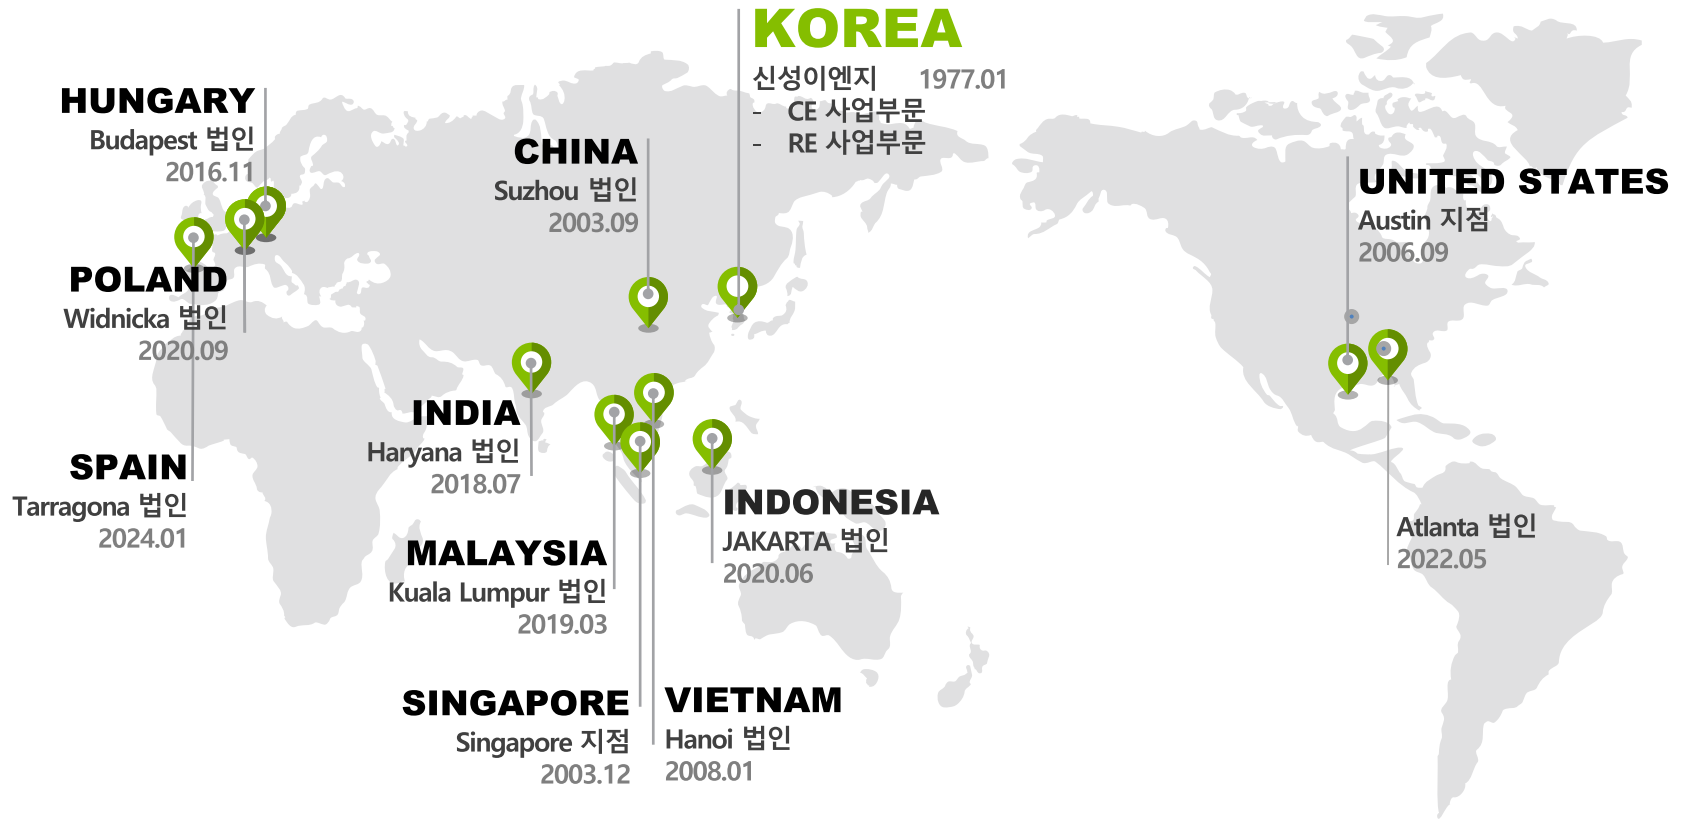 KOREA
신성이엔지 1977.01
- CE 사업부문
- RE 사업부문
HUNGARY
Budapest 법인
2016.11
CHINA
Suzhou 법인
2003.09
UNITED STATES
Austin 지점
2006.09
POLAND
Widnicka 법인
2020.09
INDIA
Haryana 법인
2018.07
SPAIN
Tarragona 법인
2024.01
INDONESIA
JAKARTA 법인
2020.06
Atlanta 법인
2022.05
MALAYSIA
Kuala Lumpur 법인
2019.03
SINGAPORE
Singapore 지점
2003.12
VIETNAM
Hanoi 법인
2008.01